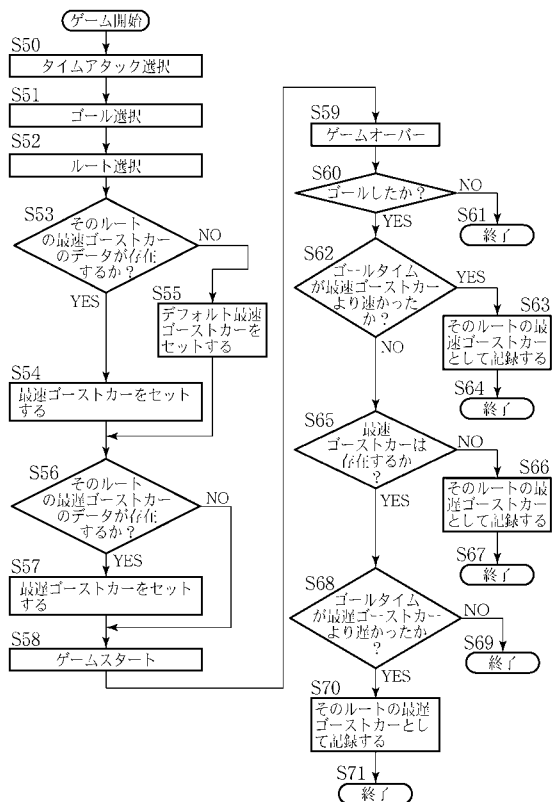 ゲーム開始
S50
タイムアタック選択
S51
ゴール選択
S52
ルート選択
S53
そのルート
の最速ゴーストカー
のデータが存在
するか？
NO
YES
S55
デフォルト最速
ゴーストカーを
セットする
S54
最速ゴーストカーをセット
する
S56
そのルート
の最遅ゴーストカー
のデータが存在
するか？
NO
YES
S57
最遅ゴーストカーをセット
する
S58
ゲームスタート
S59
ゲームオーバー
S60
ゴールしたか？
NO
YES
S61
終了
S62
ゴールタイム
が最速ゴーストカー
より速かった
か？
YES
NO
S63
そのルートの最
速ゴーストカー
として記録する
S64
終了
S65
最速
ゴーストカーは
存在するか
？
NO
YES
S66
そのルートの最
遅ゴーストカー
として記録する
S67
終了
S68
ゴールタイム
が最遅ゴーストカー
より遅かったか
？
NO
YES
S69
終了
S70
そのルートの最遅
ゴーストカーとし
て記録する
S71
終了